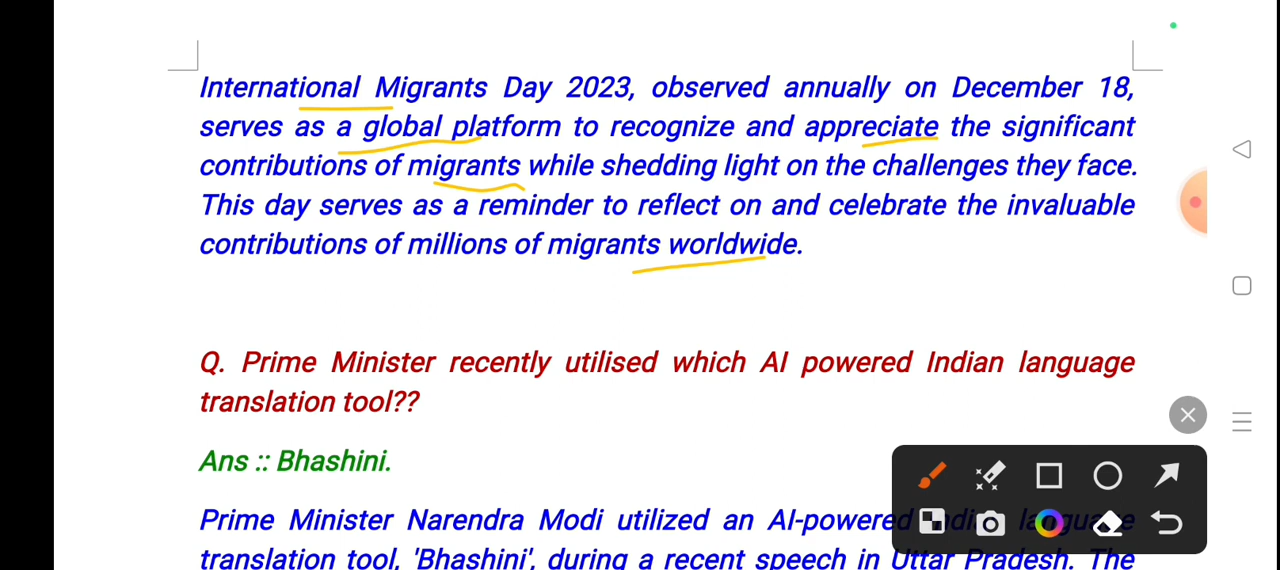 International Migrants Day 2023, observed annually on December 18,
serves as a global platform to recognize and appreciate the significant
contributions of migrants while shedding light on the challenges they face.
This day serves as a reminder to reflect on and celebrate the invaluable
contributions of millions of migrants worldwide.
Q. Prime Minister recently utilised which AI powered Indian language
translation tool??
Ans :: Bhashini.
Prime Minister Narendra Modi utilized an AI-powered Indian language
translation tool, 'Bhashini', during a recent speech in Uttar Pradesh. The